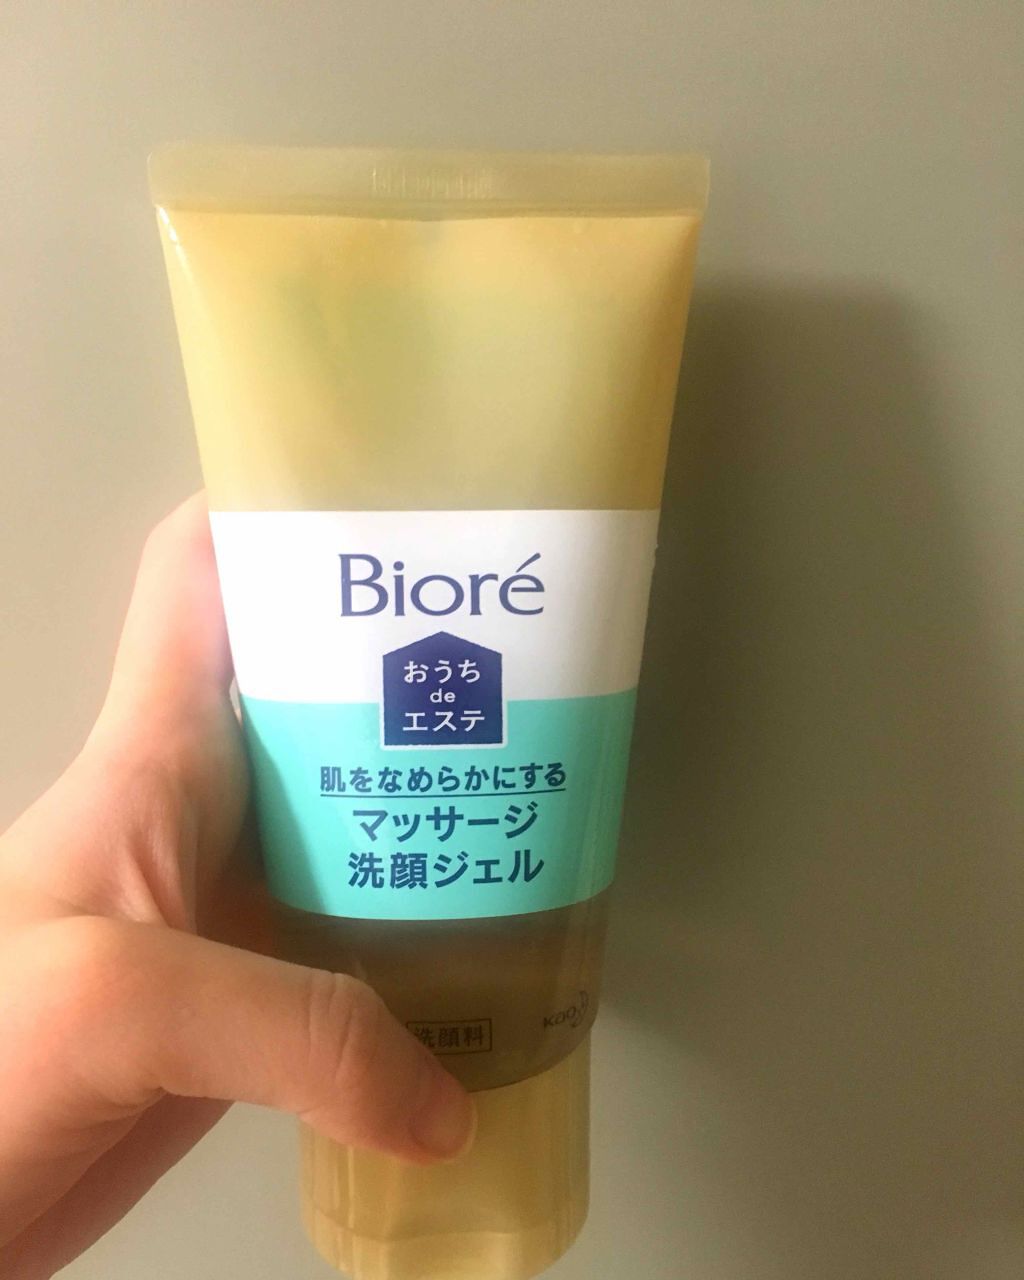 Bioré
おうち
de
エステ
肌をなめらかにする
マッサージ
洗顔ジェル
洗顔料
Kao